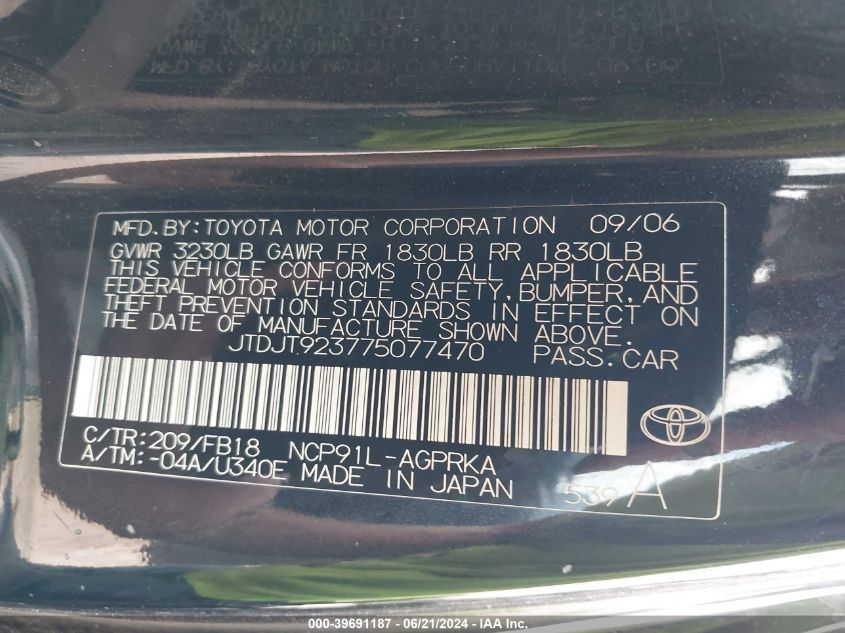 MFD. BY: TOYOTA MOTOR CORPORATION 09/06
GVWR 3230LB GAWR FR 1830LB RR 1830LB
THIS VEHICLE CONFORMS TO ALL APPLICABLE
FEDERAL MOTOR VEHICLE SAFETY, BUMPER, AND
THEFT PREVENTION STANDARDS IN EFFECT ON
THE DATE OF MANUFACTURE SHOWN ABOVE.
JTDJT923775077470 PASS. CAR
C/TR: 209/FB18 NCP91L-AGPRKA
A/TM: -04A/U340E MADE IN JAPAN
539 A
000-39691187 - 06/21/2024 - IAA Inc.